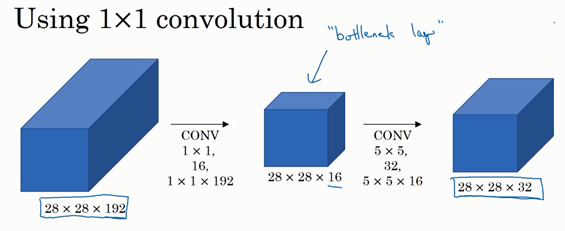 Using 1×1 convolution
"bottleneck layer"
CONV
1 × 1,
16,
1 × 1 × 192
CONV
5 × 5,
32,
5 × 5 × 16
28 × 28 × 192
28 × 28 × 16
28 × 28 × 32